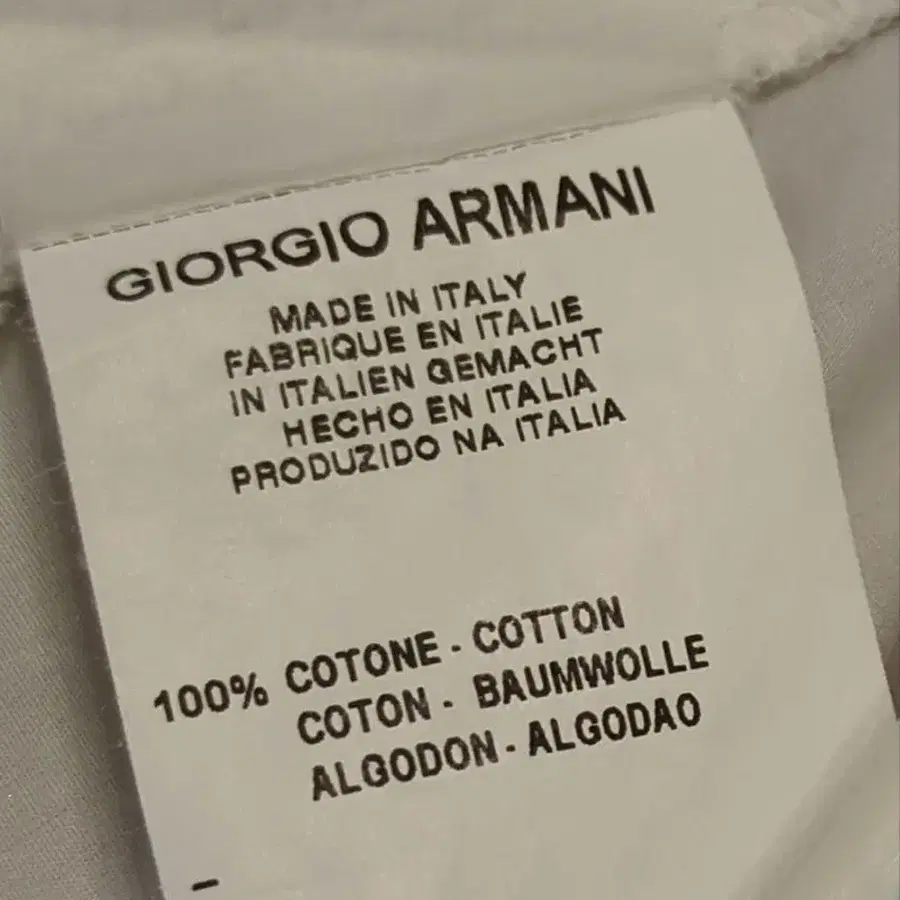 GIORGIO ARMANI
MADE IN ITALY
FABRIQUE EN ITALIE
IN ITALIEN GEMACHT
HECHO EN ITALIA
PRODUZIDO NA ITALIA
100% COTONE - COTTON
COTON - BAUMWOLLE
ALGODON - ALGODAO